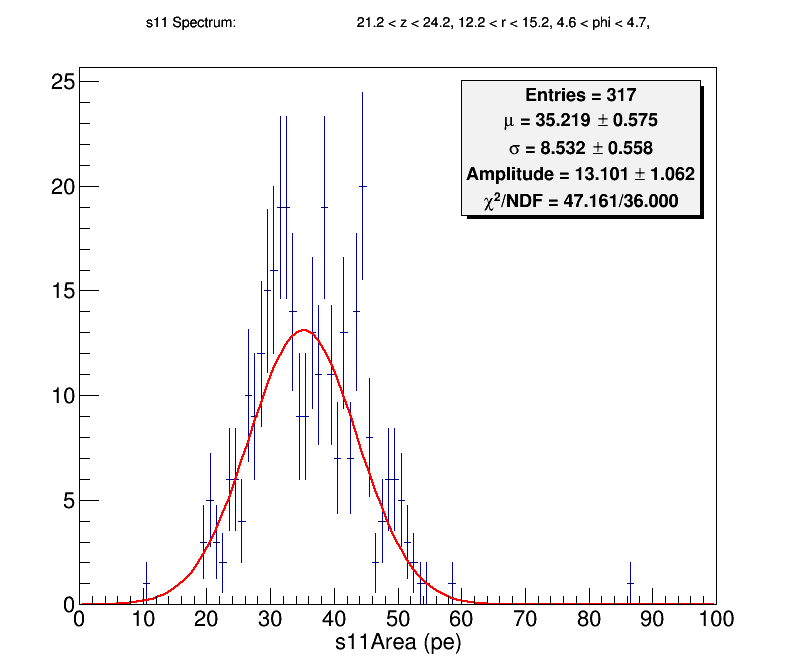 s11 Spectrum: 21.2 < z < 24.2, 12.2 < r < 15.2, 4.6 < phi < 4.7,
Entries = 317
μ = 35.219 ± 0.575
σ = 8.532 ± 0.558
Amplitude = 13.101 ± 1.062
χ²/NDF = 47.161/36.000
25
20
15
10
5
0
0 10 20 30 40 50 60 70 80 90 100
s11Area (pe)